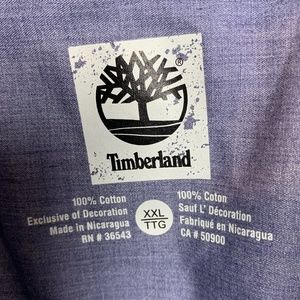 ®
Timberland
100% Cotton
Exclusive of Decoration
Made in Nicaragua
RN # 36543
XXL
TTG
100% Coton
Sauf L' Décoration
Fabriqué en Nicaragua
CA # 50900